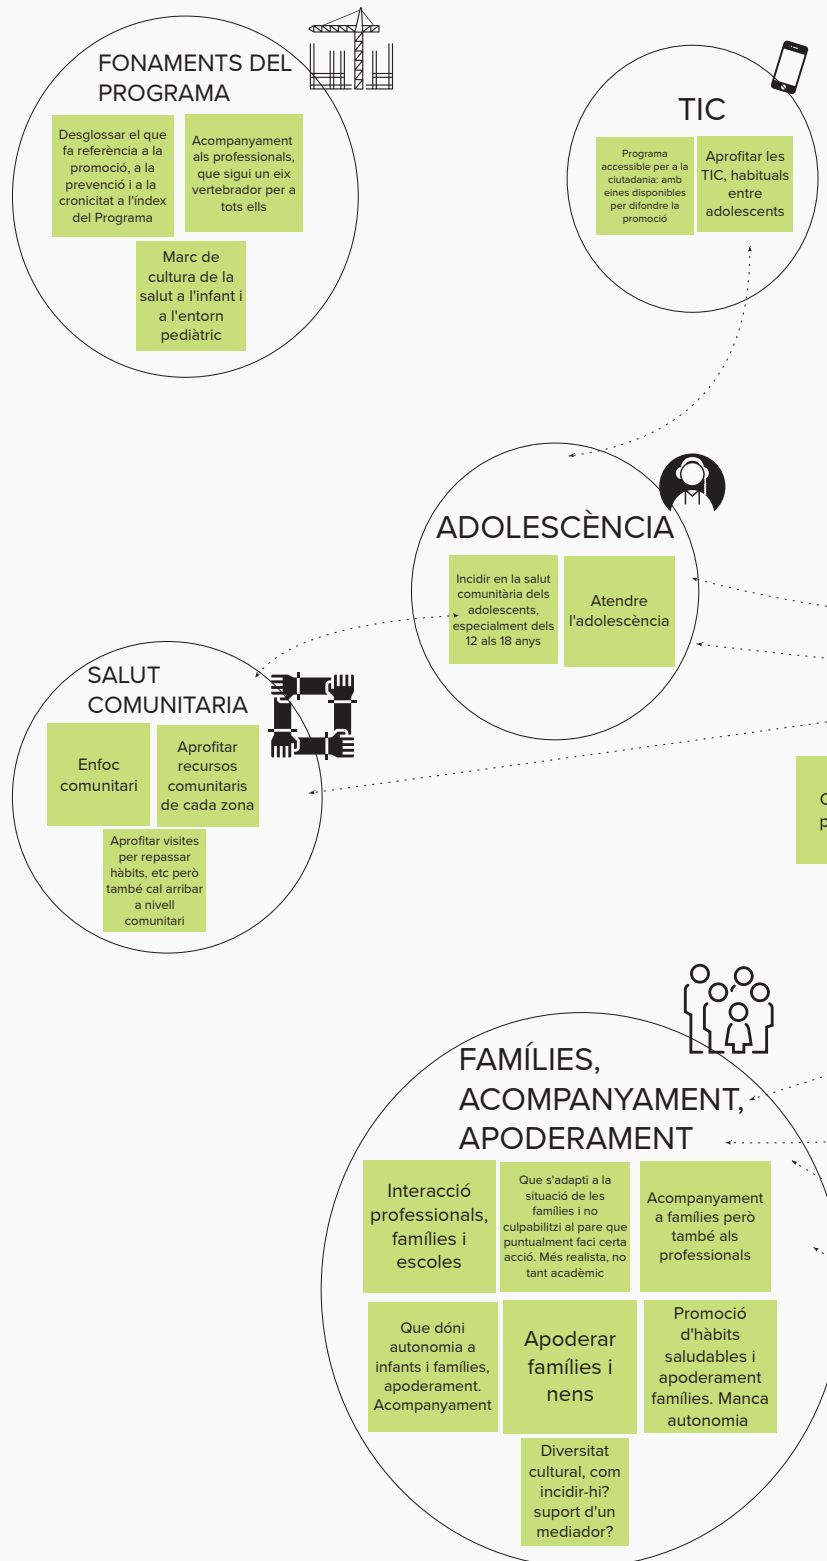 FONAMENTS DEL
PROGRAMA
Desglossar el que
fa referència a la
promoció, a la
prevenció i a la
cronicitat a l'índex
del Programa
Acompanyament
als professionals,
que sigui un eix
vertebrador per a
tots ells
Marc de
cultura de la
salut a l'infant i
a l'entorn
pediàtric
TIC
Programa
accessible per a la
ciutadania: amb
eines disponibles
per difondre la
promoció
Aprofitar les
TIC, habituals
entre
adolescents
ADOLESCÈNCIA
Incidir en la salut
comunitària dels
adolescents,
especialment dels
12 als 18 anys
Atendre
l'adolescència
SALUT
COMUNITARIA
Enfoc
comunitari
Aprofitar
recursos
comunitaris
de cada zona
Aprofitar visites
per repassar
hàbits, etc però
també cal arribar
a nivell
comunitari
FAMÍLIES,
ACOMPANYAMENT,
APODERAMENT
Interacció
professionals,
famílies i
escoles
Que s'adapti a la
situació de les
famílies i no
culpabilitzi al pare que
puntualment faci certa
acció. Més realista, no
tant acadèmic
Acompanyament
a famílies però
també als
professionals
Que dóni
autonomia a
infants i famílies,
apoderament.
Acompanyament
Apoderar
famílies i
nens
Promoció
d'hàbits
saludables i
apoderament
famílies. Manca
autonomia
Diversitat
cultural, com
incidir-hi?
suport d'un
mediador?